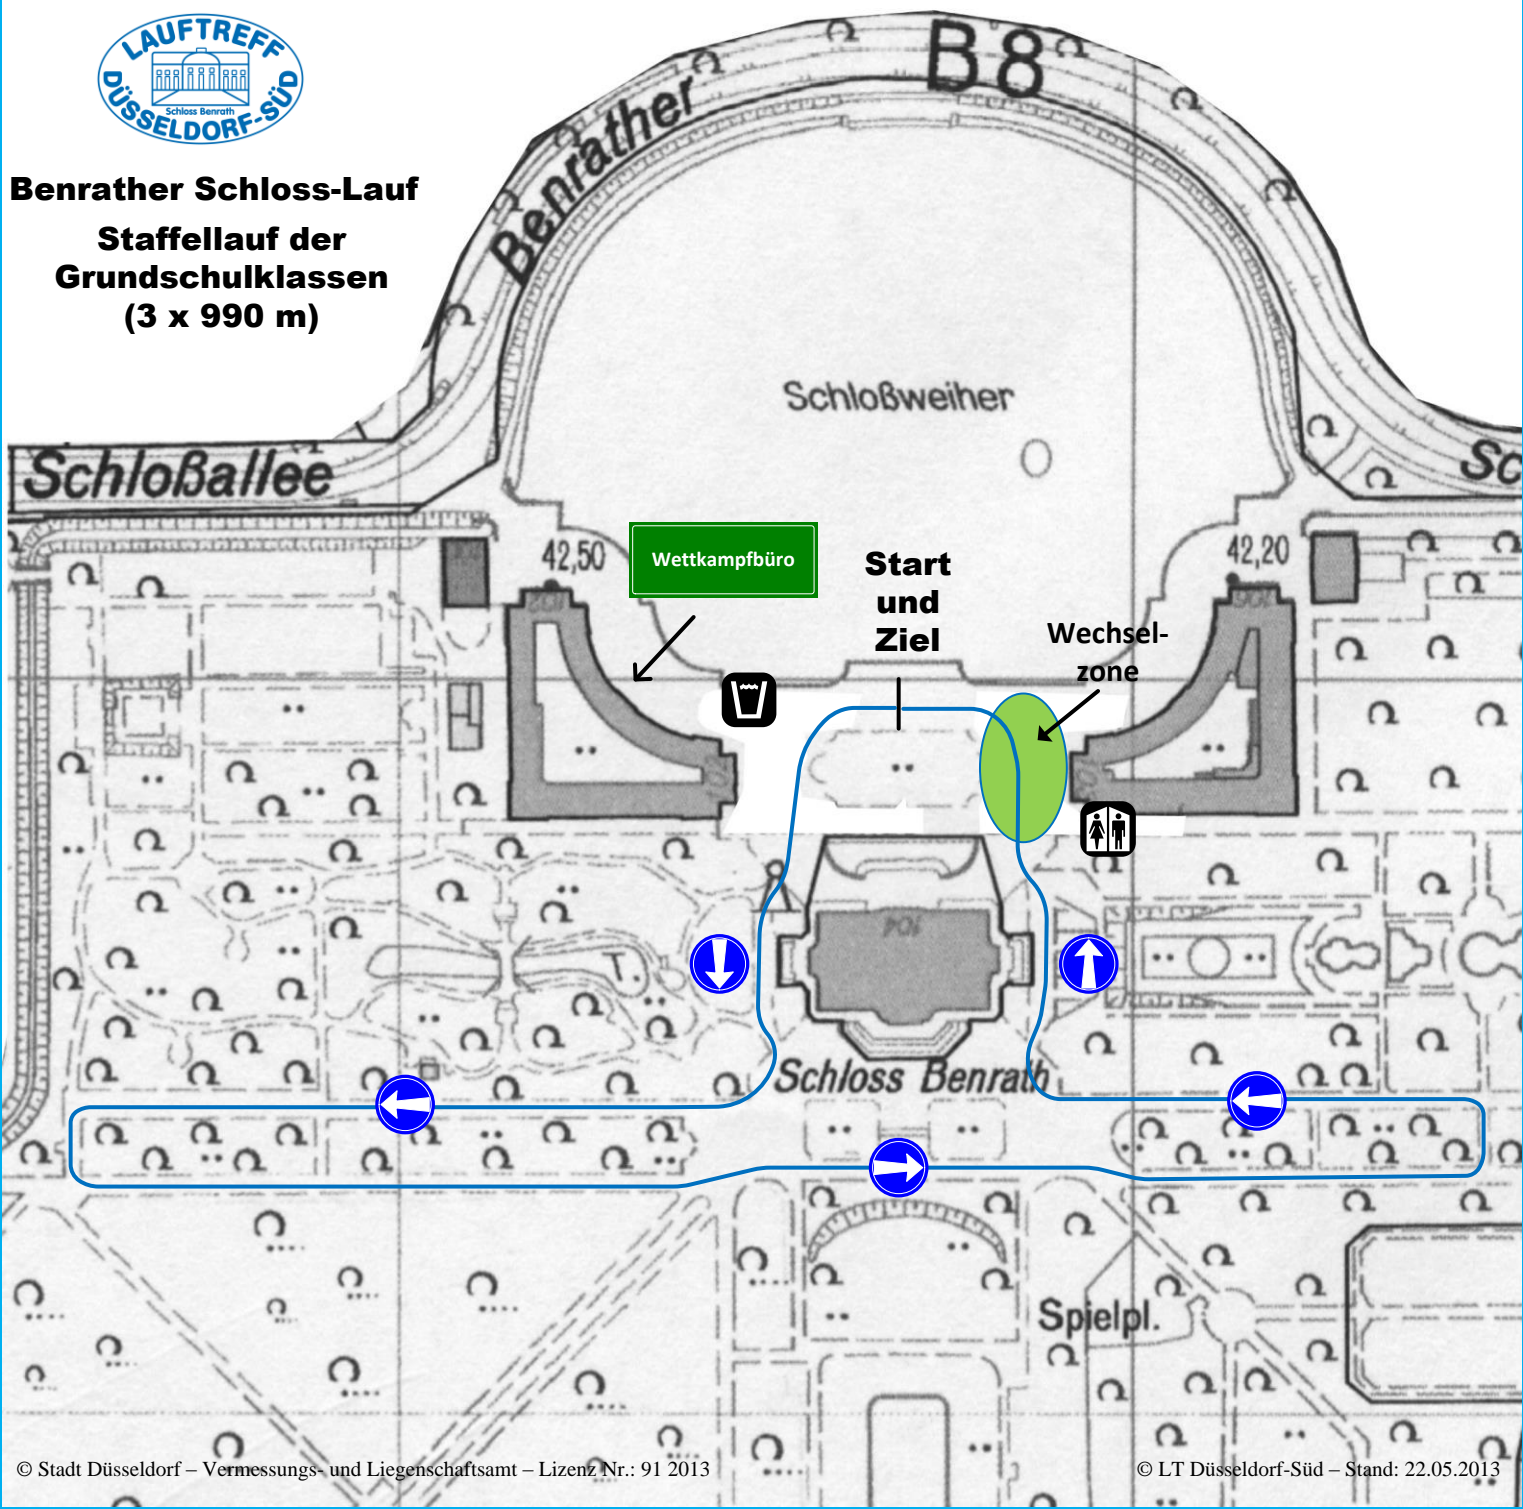 LAUFTREFF
Schloss Benrath
DÜSSELDORF-SÜD
Benrather Schloss-Lauf
Staffellauf der
Grundschulklassen
(3 x 990 m)
B8
Benrather
Schloßweiher
Schloßallee
Sc
42,50
Wettkampfbüro
Start
und
Ziel
42,20
Wechsel-
zone
104
T.
Schloss Benrath
Spielpl.
© Stadt Düsseldorf – Vermessungs- und Liegenschaftsamt – Lizenz Nr.: 91 2013
© LT Düsseldorf-Süd – Stand: 22.05.2013